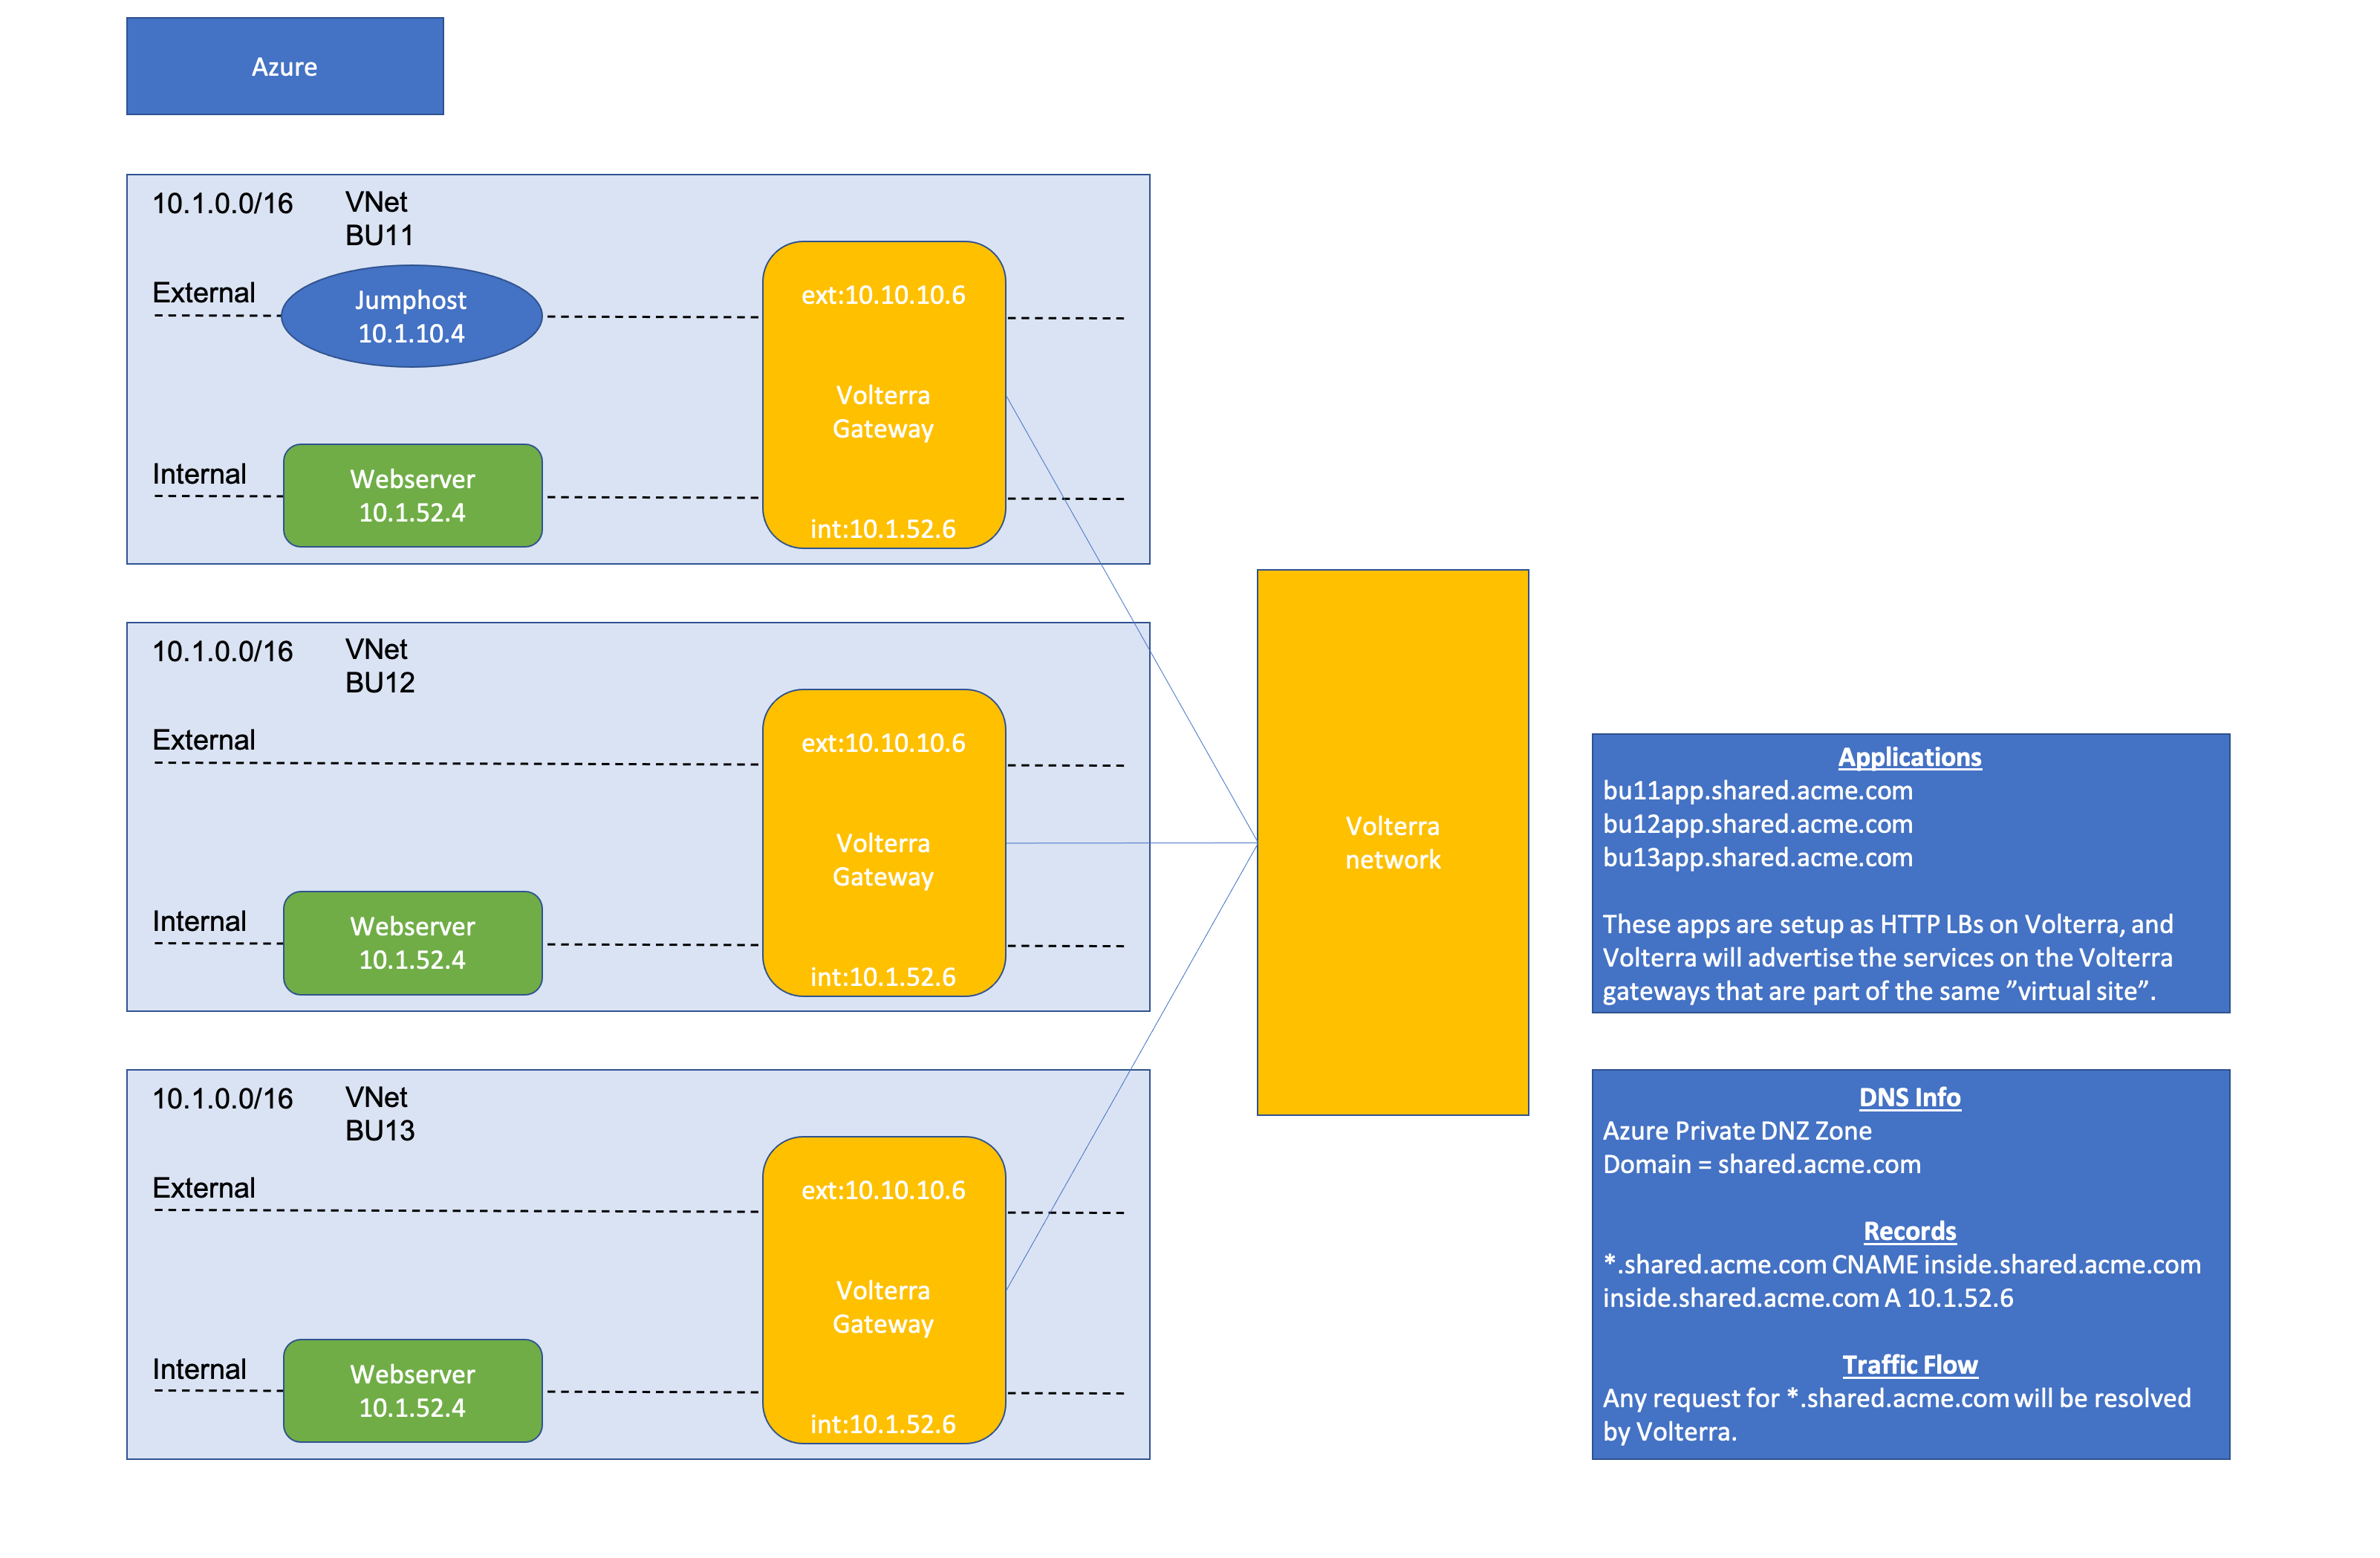 Azure
10.1.0.0/16
VNet
BU11
External
Jumphost
10.1.10.4
ext:10.10.10.6
Volterra
Gateway
Internal
Webserver
10.1.52.4
int:10.1.52.6
10.1.0.0/16
VNet
BU12
External
ext:10.10.10.6
Volterra
Gateway
Internal
Webserver
10.1.52.4
int:10.1.52.6
10.1.0.0/16
VNet
BU13
External
ext:10.10.10.6
Volterra
Gateway
Internal
Webserver
10.1.52.4
int:10.1.52.6
Volterra
network
Applications
bu11app.shared.acme.com
bu12app.shared.acme.com
bu13app.shared.acme.com
These apps are setup as HTTP LBs on Volterra, and
Volterra will advertise the services on the Volterra
gateways that are part of the same ”virtual site”.
DNS Info
Azure Private DNZ Zone
Domain = shared.acme.com
Records
*.shared.acme.com CNAME inside.shared.acme.com
inside.shared.acme.com A 10.1.52.6
Traffic Flow
Any request for *.shared.acme.com will be resolved
by Volterra.